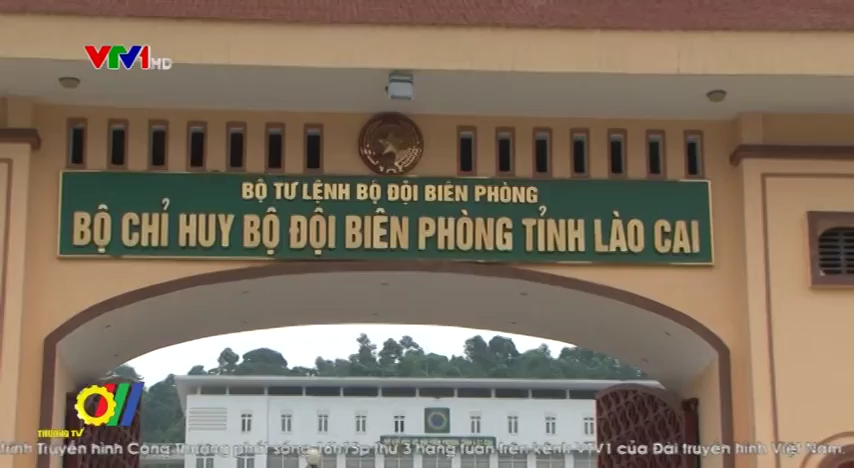 VTV1 HD
BỘ TƯ LỆNH BỘ ĐỘI BIÊN PHÒNG
BỘ CHỈ HUY BỘ ĐỘI BIÊN PHÒNG TỈNH LÀO CAI
THƯƠNG TV
trình Truyền hình Công Thương phát sóng 16h15p thứ 3 hàng tuần trên kênh VTV1 của Đài truyền hình Việt Nam.